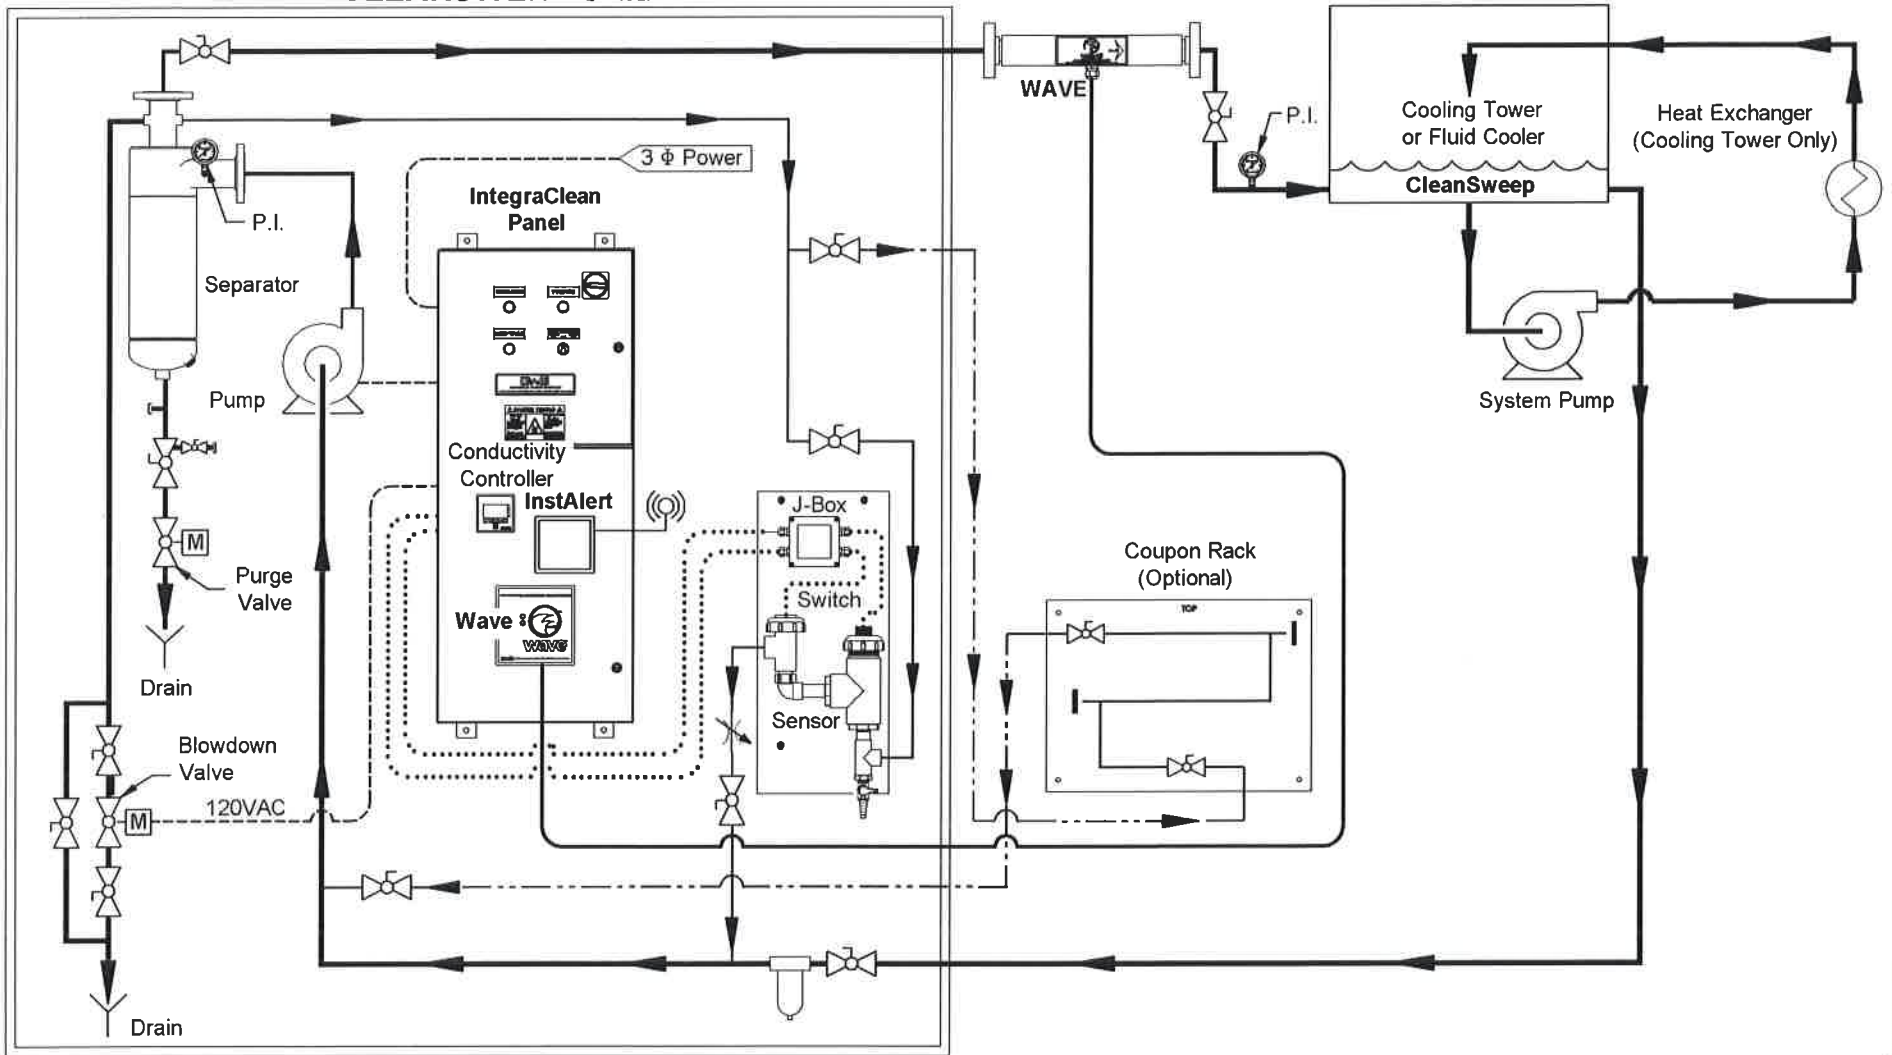 WAVE
P.I.
Cooling Tower
or Fluid Cooler
CleanSweep
Heat Exchanger
(Cooling Tower Only)
3 Φ Power
IntegraClean
Panel
P.I.
Separator
Pump
System Pump
Conductivity
Controller
InstAlert
J-Box
Switch
Coupon Rack
(Optional)
TOP
M
Purge
Valve
Wave
wave
Drain
Sensor
Blowdown
Valve
120VAC
M
Drain